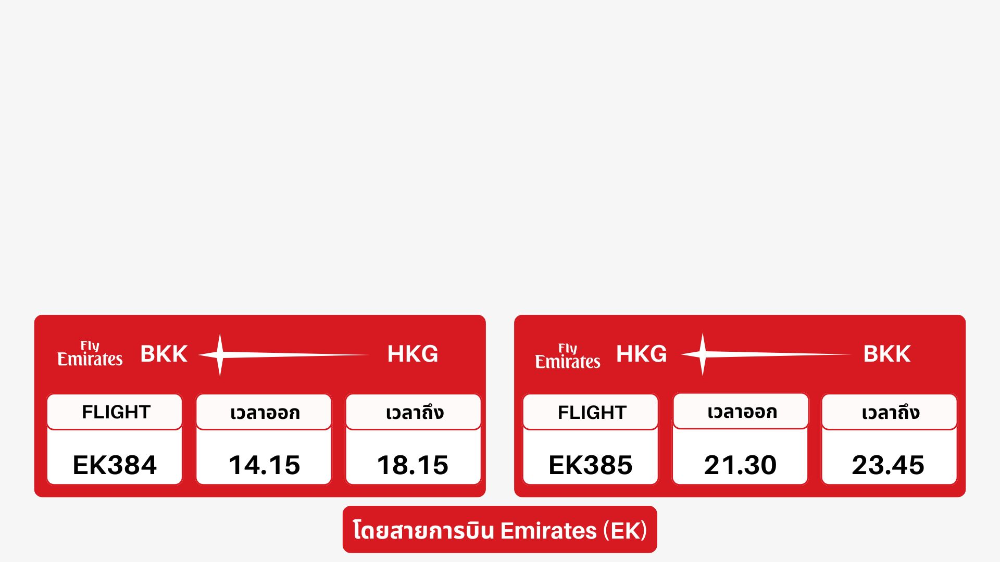 Fly
Emirates
BKK
HKG
FLIGHT
เวลาออก
เวลาถึง
EK384
14.15
18.15
Fly
Emirates
HKG
BKK
FLIGHT
เวลาออก
เวลาถึง
EK385
21.30
23.45
โดยสายการบิน Emirates (EK)